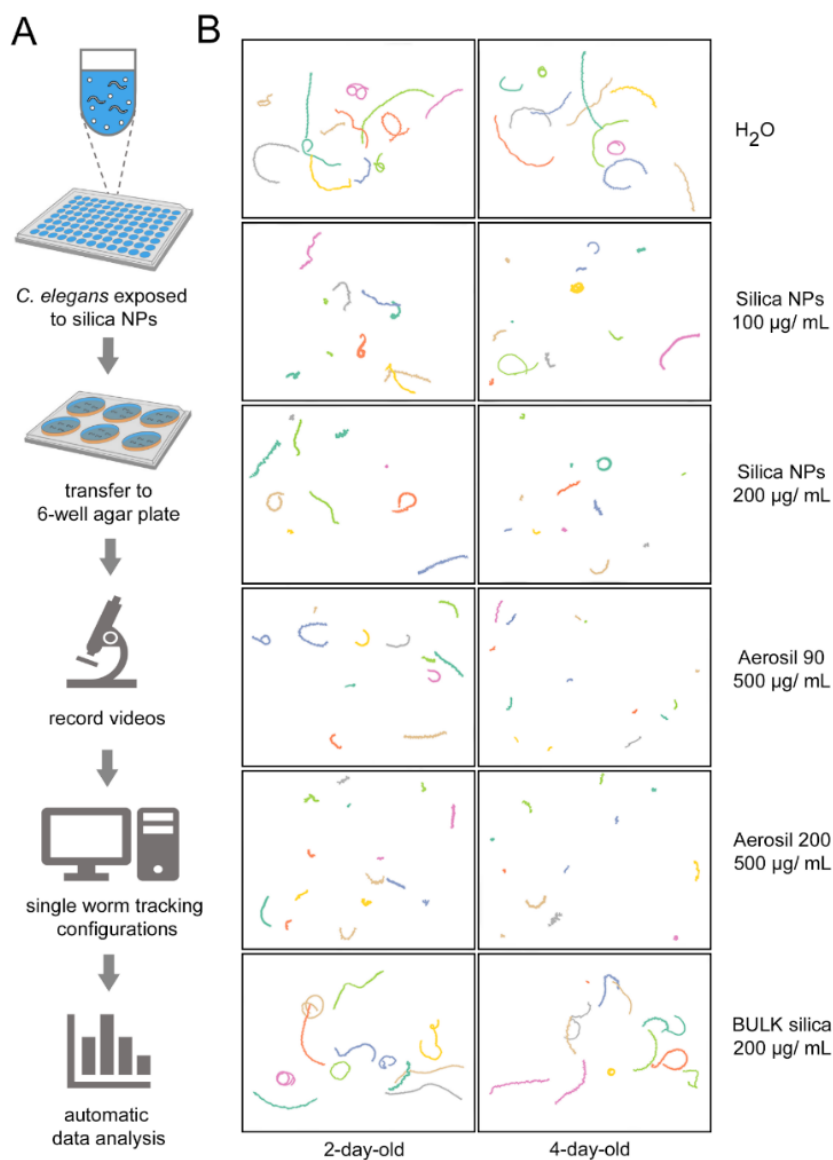 A
B
C. elegans exposed
to silica NPs
transfer to
6-well agar plate
record videos
single worm tracking
configurations
automatic
data analysis
H₂O
Silica NPs
100 µg/ mL
Silica NPs
200 µg/ mL
Aerosil 90
500 µg/ mL
Aerosil 200
500 µg/ mL
BULK silica
200 µg/ mL
2-day-old
4-day-old